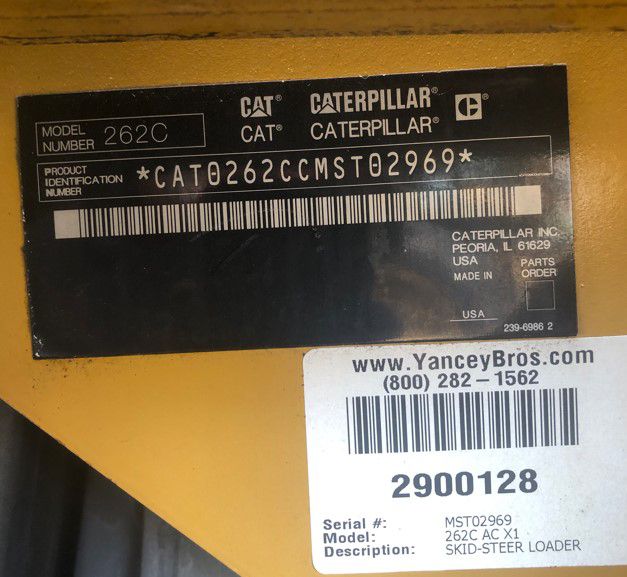 CAT® CATERPILLAR® C
MODEL NUMBER 262C CAT® CATERPILLAR®
PRODUCT IDENTIFICATION NUMBER *CAT0262CCMST02969*
CATERPILLAR INC.
PEORIA, IL 61629
USA
MADE IN
PARTS ORDER
USA
239-6986 2
www.YanceyBros.com
(800) 282-1562
2900128
Serial #: MST02969
Model: 262C AC X1
Description: SKID-STEER LOADER